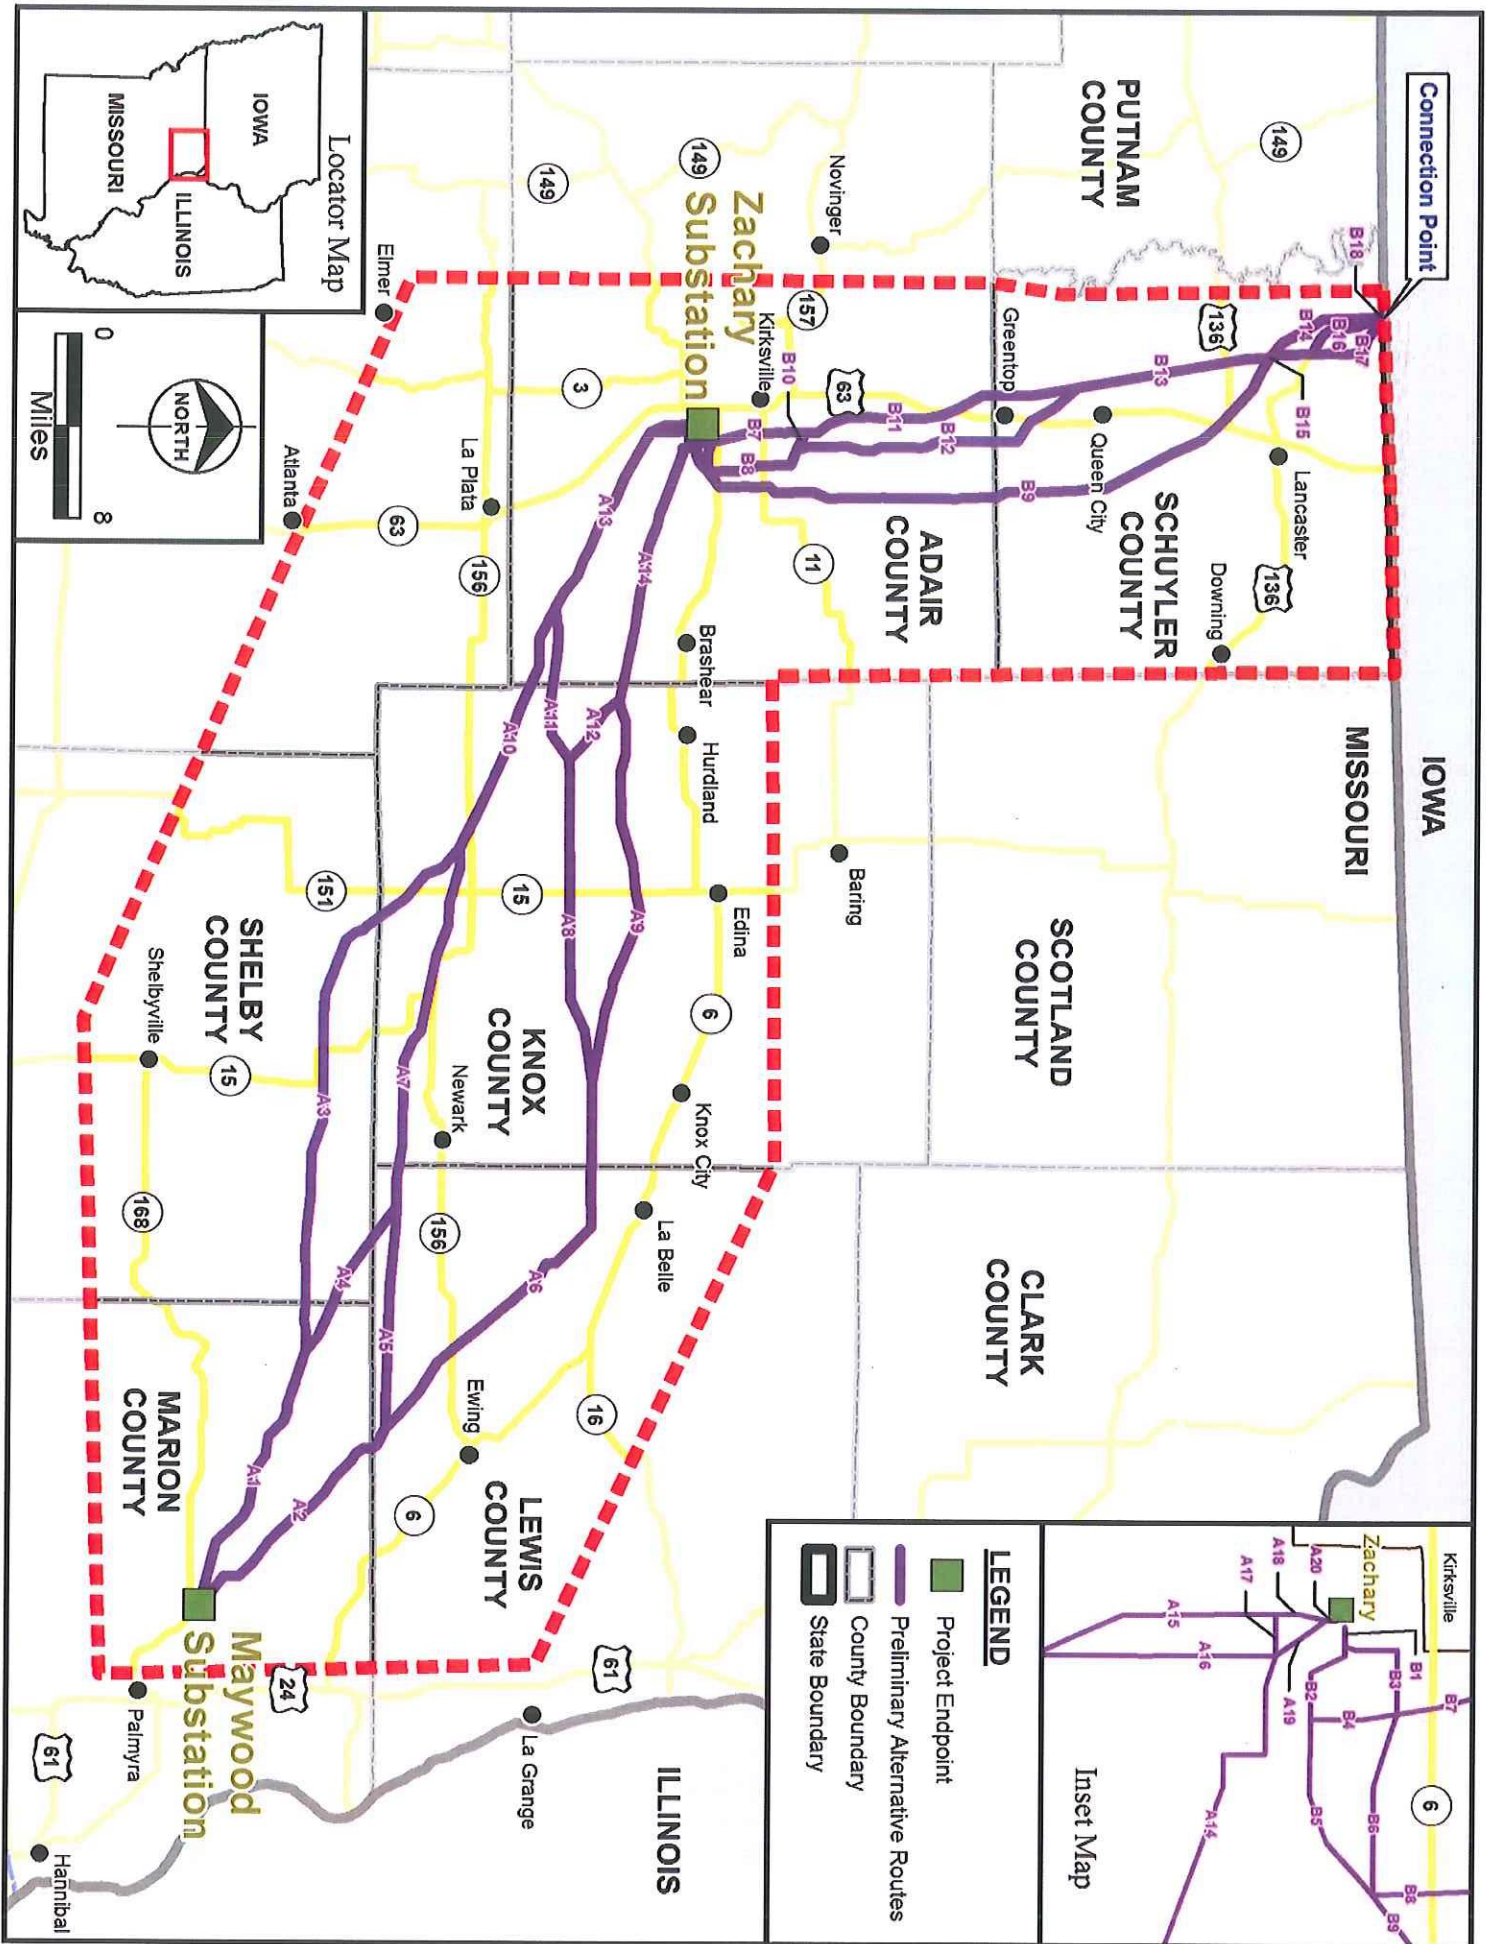 Connection Point
IOWA
MISSOURI
ILLINOIS
PUTNAM
COUNTY
SCHUYLER
COUNTY
SCOTLAND
COUNTY
CLARK
COUNTY
ADAIR
COUNTY
KNOX
COUNTY
LEWIS
COUNTY
SHELBY
COUNTY
MARION
COUNTY
B18
B14
B16
B17
B15
B13
B9
B12
B11
B10
B7
B8
149
136
136
Lancaster
Downing
Queen City
Greentop
Novinger
157
63
11
Baring
Kirksville
149
149
Zachary
Substation
3
Brashear
Hurdland
Edina
6
Knox City
La Belle
16
61
La Grange
Elmer
La Plata
Atlanta
63
156
151
15
Newark
156
Ewing
6
24
Shelbyville
15
168
Maywood
Substation
Palmyra
61
Hannibal
A13
A14
A11
A12
A10
A9
A8
A7
A3
A6
A4
A5
A1
A2
Locator Map
IOWA
MISSOURI
ILLINOIS
NORTH
0 8
Miles
Kirksville
6
Zachary
A20
A18
A17
A15
A16
A19
A14
B1
B3
B2
B4
B7
B5
B6
B8
B9
Inset Map
LEGEND
Project Endpoint
Preliminary Alternative Routes
County Boundary
State Boundary